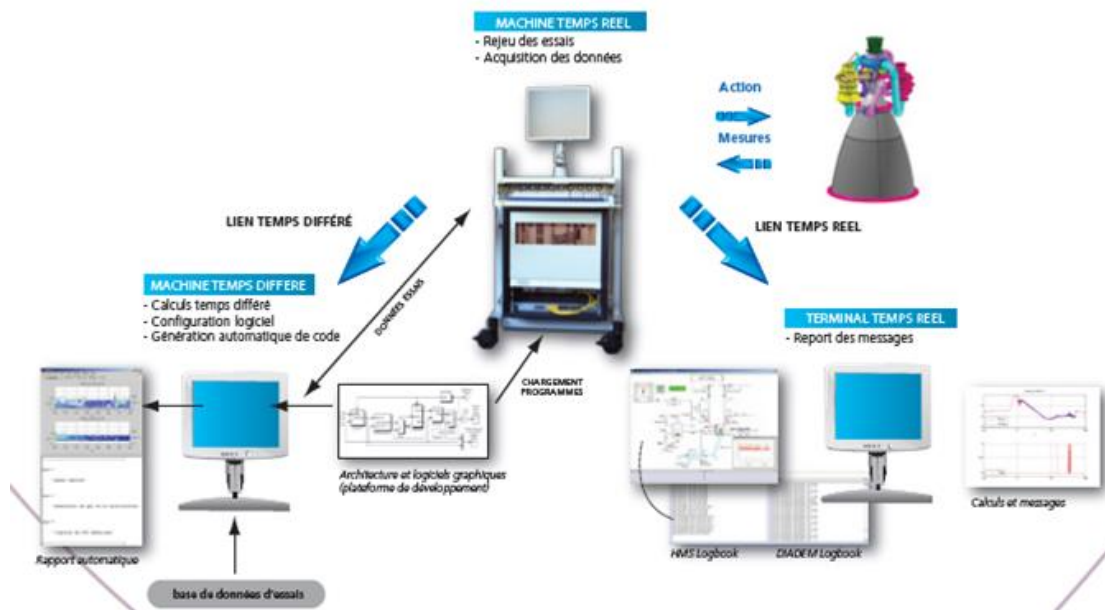 MACHINE TEMPS REEL
- Rejeu des essais
- Acquisition des données
Action
Mesures
LIEN TEMPS DIFFÉRÉ
LIEN TEMPS REEL
MACHINE TEMPS DIFFERE
- Calculs temps différé
- Configuration logiciel
- Génération automatique de code
DONNÉES ESSAIS
TERMINAL TEMPS REEL
- Report des messages
CHARGEMENT
PROGRAMMES
Architecture et logiciels graphiques
(plateforme de développement)
Rapport automatique
HMS Logbook
DIADEM Logbook
Calculs et messages
base de données d'essais